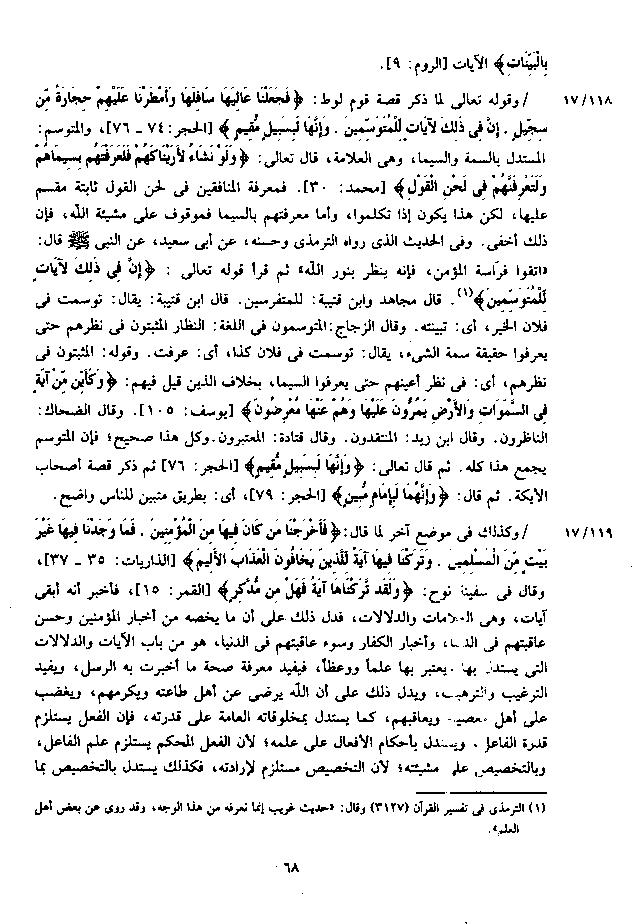 بِالْبَيِّنَاتِ﴾ الآيات [الروم: ٩].
١٧/١١٨ / وقوله تعالى لما ذكر قصة قوم لوط: ﴿فَجَعَلْنَا عَالِيَهَا سَافِلَهَا وَأَمْطَرْنَا عَلَيْهِمْ حِجَارَةً مِّن
سِجِّيلٍ . إِنَّ فِي ذَلِكَ لآيَاتٍ لِّلْمُتَوَسِّمِينَ . وَإِنَّهَا لَبِسَبِيلٍ مُّقِيمٍ﴾ [الحجر: ٧٤ _ ٧٦]، والمتوسم:
المستدل بالسمة والسيما، وهى العلامة، قال تعالى: ﴿وَلَوْ نَشَاءُ لأَرَيْنَاكَهُمْ فَلَعَرَفْتَهُم بِسِيمَاهُمْ
وَلَتَعْرِفَنَّهُمْ فِي لَحْنِ الْقَوْلِ﴾ [محمد: ٣٠]. فمعرفة المنافقين فى لحن القول ثابتة مقسم
عليها، لكن هذا يكون إذا تكلموا، وأما معرفتهم بالسيما فموقوف على مشيئة الله، فإن
ذلك أخفى. وفى الحديث الذى رواه الترمذى وحسنه، عن أبى سعيد، عن النبى ﷺ قال:
«اتقوا فراسة المؤمن، فإنه ينظر بنور الله» ثم قرأ قوله تعالى : ﴿إِنَّ فِي ذَلِكَ لآيَاتٍ
لِّلْمُتَوَسِّمِينَ﴾(١). قال مجاهد وابن قتيبة: للمتفرسين. قال ابن قتيبة: يقال: توسمت فى
فلان الخير، أى: تبينته. وقال الزجاج:المتوسمون فى اللغة: النظار المثبتون فى نظرهم حتى
يعرفوا حقيقة سمة الشىء، يقال: توسمت فى فلان كذا، أى: عرفت. وقوله: المثبتون فى
نظرهم، أى: فى نظر أعينهم حتى يعرفوا السيما، بخلاف الذين قيل فيهم: ﴿وَكَأَيِّن مِّنْ آيَةٍ
فِي السَّمَوَاتِ وَالأَرْضِ يَمُرُّونَ عَلَيْهَا وَهُمْ عَنْهَا مُعْرِضُونَ﴾ [يوسف: ١٠٥]. وقال الضحاك:
الناظرون. وقال ابن زيد: المنتقدون. وقال قتادة: المعتبرون.وكل هذا صحيح؛ فإن المتوسم
يجمع هذا كله. ثم قال تعالى: ﴿وَإِنَّهَا لَبِسَبِيلٍ مُّقِيمٍ﴾ [الحجر: ٧٦] ثم ذكر قصة أصحاب
الأيكة. ثم قال: ﴿وَإِنَّهُمَا لَبِإِمَامٍ مُّبِينٍ﴾ [الحجر: ٧٩]، أى: بطريق متبين للناس واضح.
١٧/١١٩ / وكذلك فى موضع آخر لما قال:﴿فَأَخْرَجْنَا مَن كَانَ فِيهَا مِنَ الْمُؤْمِنِينَ . فَمَا وَجَدْنَا فِيهَا غَيْرَ
بَيْتٍ مِّنَ الْمُسْلِمِينَ . وَتَرَكْنَا فِيهَا آيَةً لِّلَّذِينَ يَخَافُونَ الْعَذَابَ الأَلِيمَ﴾ [الذاريات: ٣٥ _ ٣٧]،
وقال فى سفينة نوح: ﴿وَلَقَد تَّرَكْنَاهَا آيَةً فَهَلْ مِن مُّدَّكِرٍ﴾ [القمر: ١٥]، فأخبر أنه أبقى
آيات، وهى العلامات والدلالات، فدل ذلك على أن ما يخصه من أخبار المؤمنين وحسن
عاقبتهم فى الدنيا، وأخبار الكفار وسوء عاقبتهم فى الدنيا، هو من باب الآيات والدلالات
التى يستدل بها ويعتبر بها علماً ووعظاً، فيفيد معرفة صحة ما أخبرت به الرسل، ويفيد
الترغيب والترهيب، ويدل ذلك على أن الله يرضى عن أهل طاعته ويكرمهم، ويغضب
على أهل معصيته ويعاقبهم، كما يستدل بمخلوقاته العامة على قدرته، فإن الفعل يستلزم
قدرة الفاعل. ويستدل بأحكام الأفعال على علمه؛ لأن الفعل المحكم يستلزم علم الفاعل،
وبالتخصيص على مشيئته؛ لأن التخصيص مستلزم لإرادته، فكذلك يستدل بالتخصيص بما
(١) الترمذى فى تفسير القرآن (٣١٢٧) وقال: «حديث غريب إنما نعرفه من هذا الوجه، وقد روى عن بعض أهل
العلم».
٦٨